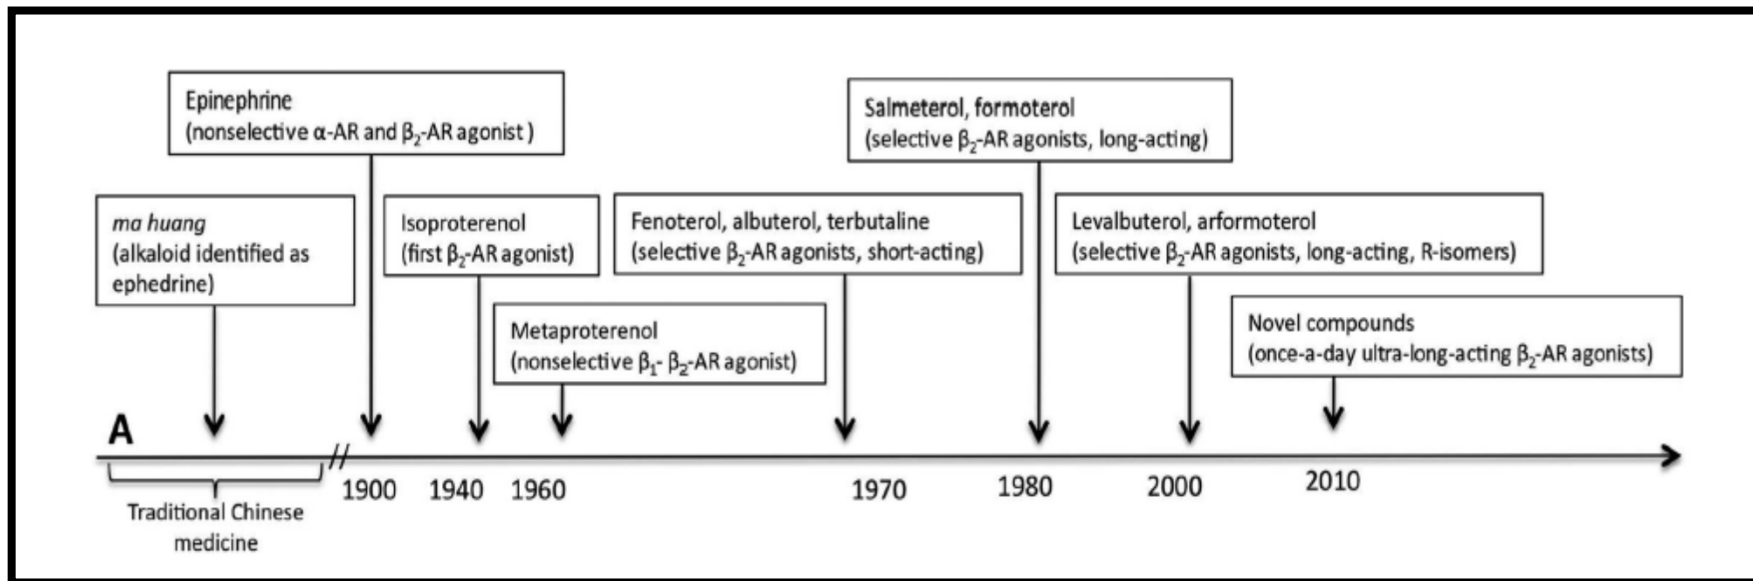 Epinephrine
(nonselective α-AR and β₂-AR agonist )
Salmeterol, formoterol
(selective β₂-AR agonists, long-acting)
ma huang
(alkaloid identified as
ephedrine)
Isoproterenol
(first β₂-AR agonist)
Fenoterol, albuterol, terbutaline
(selective β₂-AR agonists, short-acting)
Levalbuterol, arformoterol
(selective β₂-AR agonists, long-acting, R-isomers)
Metaproterenol
(nonselective β₁- β₂-AR agonist)
Novel compounds
(once-a-day ultra-long-acting β₂-AR agonists)
A
1900 1940 1960 1970 1980 2000 2010
Traditional Chinese
medicine